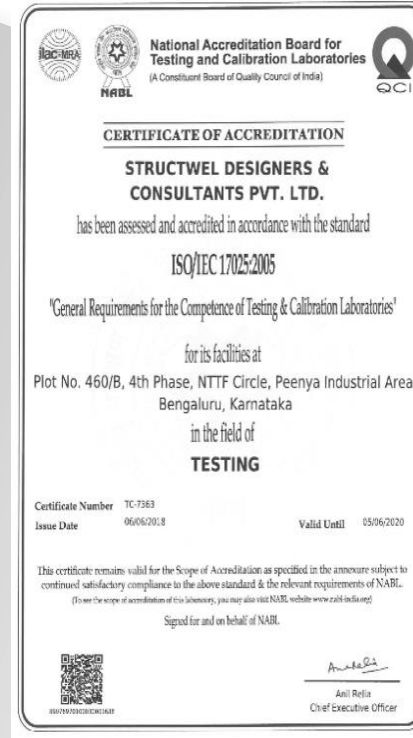 ilac-MRA
NABL
National Accreditation Board for
Testing and Calibration Laboratories
(A Constituent Board of Quality Council of India)
QCI
CERTIFICATE OF ACCREDITATION
STRUCTWEL DESIGNERS &
CONSULTANTS PVT. LTD.
has been assessed and accredited in accordance with the standard
ISO/IEC 17025:2005
"General Requirements for the Competence of Testing & Calibration Laboratories"
for its facilities at
Plot No. 460/B, 4th Phase, NTTF Circle, Peenya Industrial Area
Bengaluru, Karnataka
in the field of
TESTING
Certificate Number TC-7363
Issue Date 06/06/2018 Valid Until 05/06/2020
This certificate remains valid for the Scope of Accreditation as specified in the annexure subject to
continued satisfactory compliance to the above standard & the relevant requirements of NABL.
(To see the scope of accreditation of this laboratory, you may also visit NABL website www.nabl-india.org)
Signed for and on behalf of NABL
Anil Relia
Chief Executive Officer